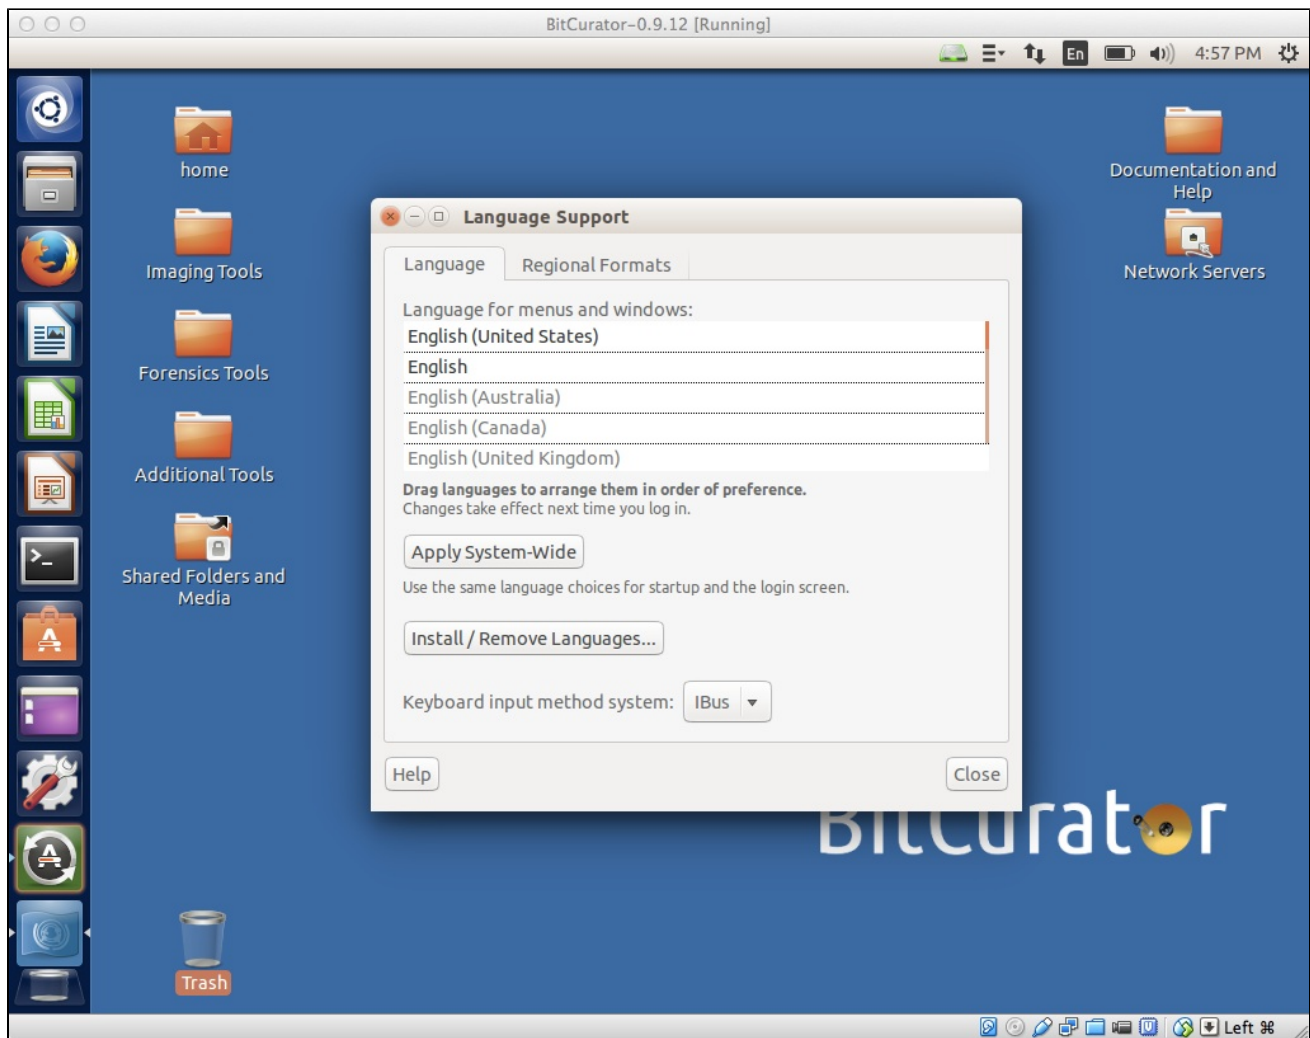 BitCurator-0.9.12 [Running]
En
4:57 PM
home
Imaging Tools
Forensics Tools
Additional Tools
Shared Folders and
Media
Trash
Documentation and
Help
Network Servers
Language Support
Language
Regional Formats
Language for menus and windows:
English (United States)
English
English (Australia)
English (Canada)
English (United Kingdom)
Drag languages to arrange them in order of preference.
Changes take effect next time you log in.
Apply System-Wide
Use the same language choices for startup and the login screen.
Install / Remove Languages...
Keyboard input method system:
IBus
Help
Close
BitCurator
Left ⌘